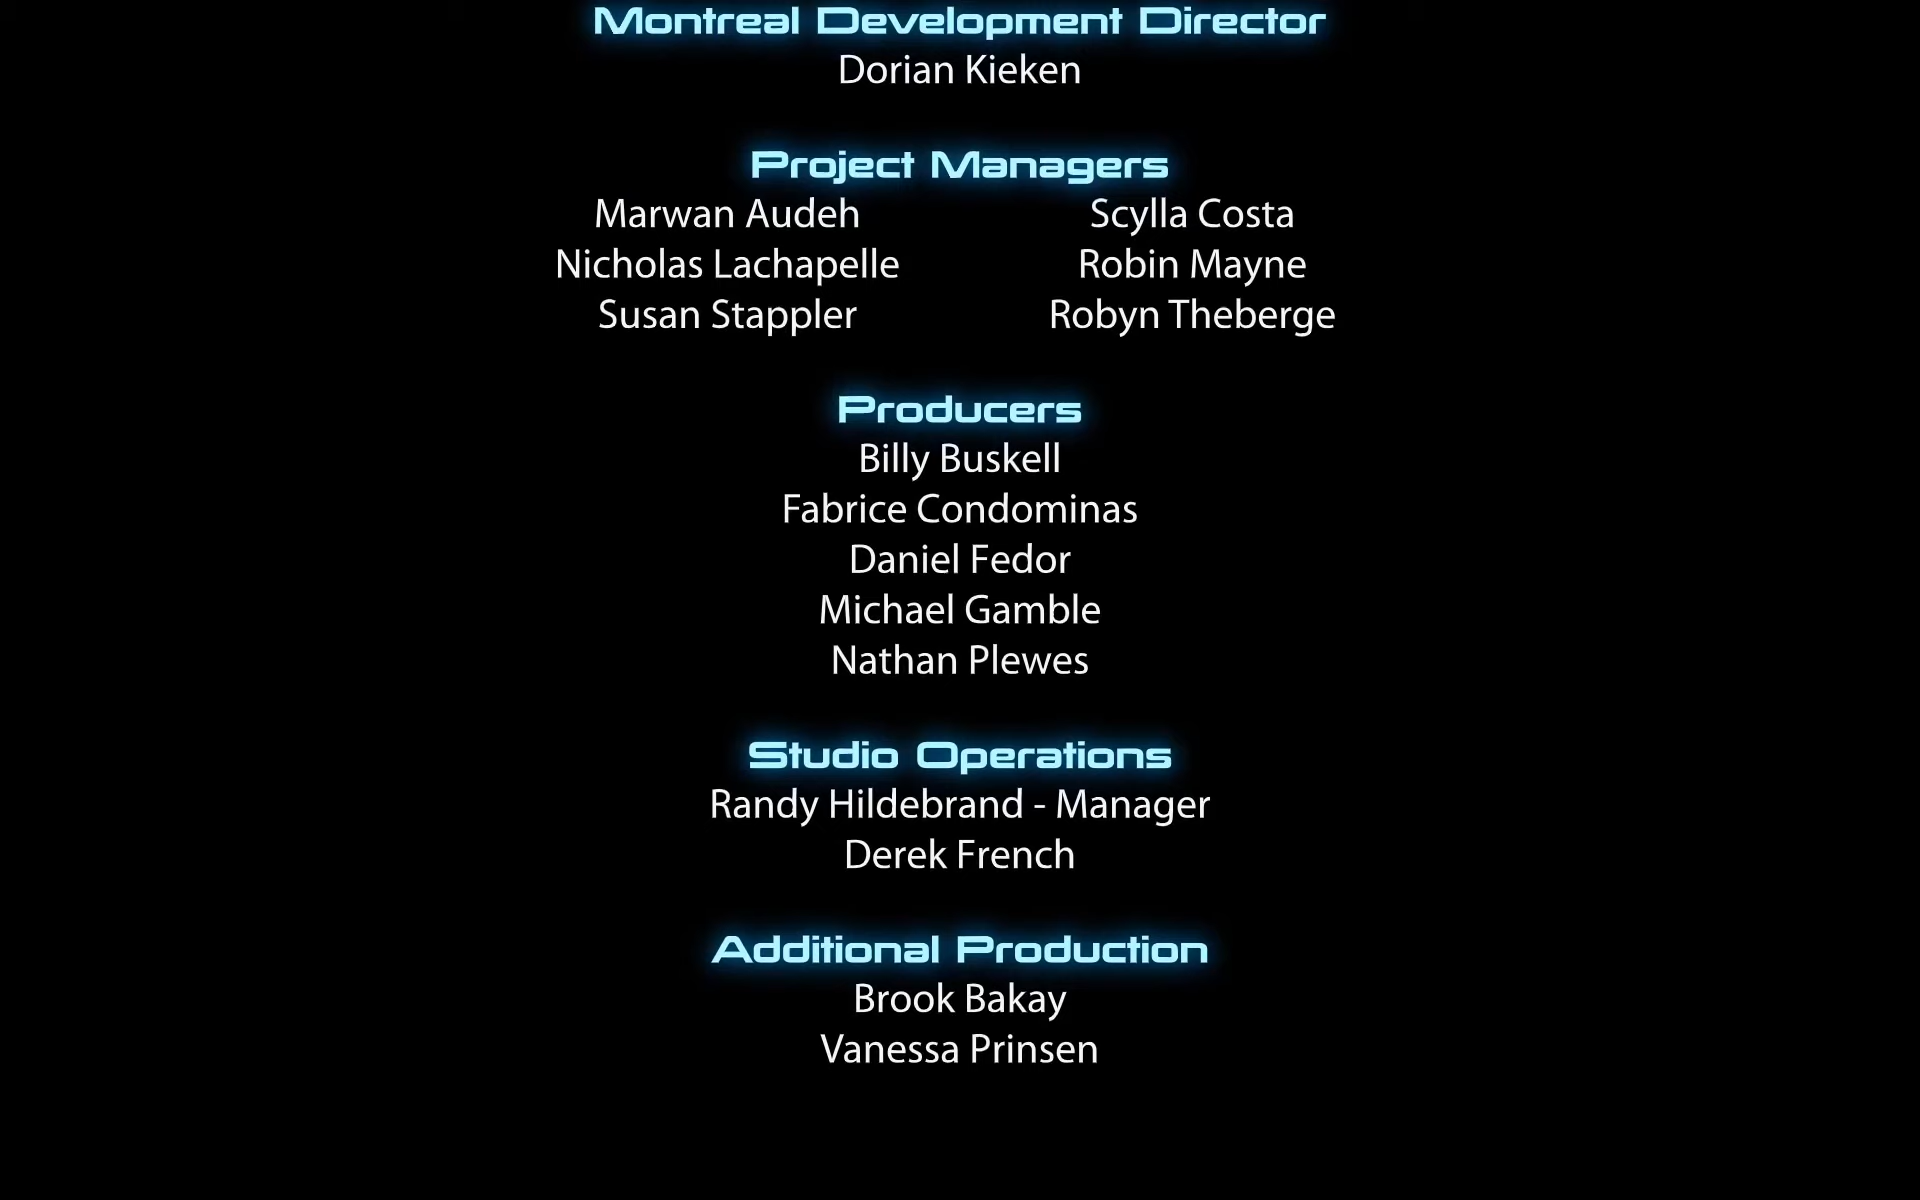 Montreal Development Director
Dorian Kieken
Project Managers
Marwan Audeh Scylla Costa
Nicholas Lachapelle Robin Mayne
Susan Stappler Robyn Theberge
Producers
Billy Buskell
Fabrice Condominas
Daniel Fedor
Michael Gamble
Nathan Plewes
Studio Operations
Randy Hildebrand - Manager
Derek French
Additional Production
Brook Bakay
Vanessa Prinsen